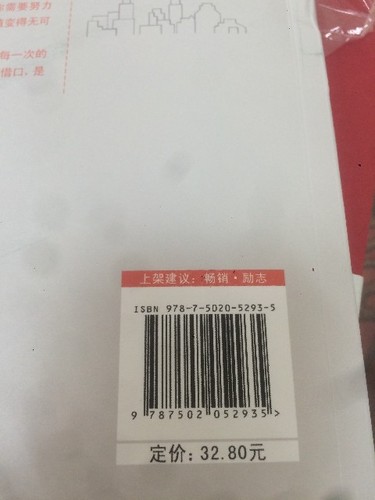 需要努力
变得无可
每一次的
借口、是
上架建议：畅销·励志
ISBN 978-7-5020-5293-5
9 787502 052935>
定价：32.80元